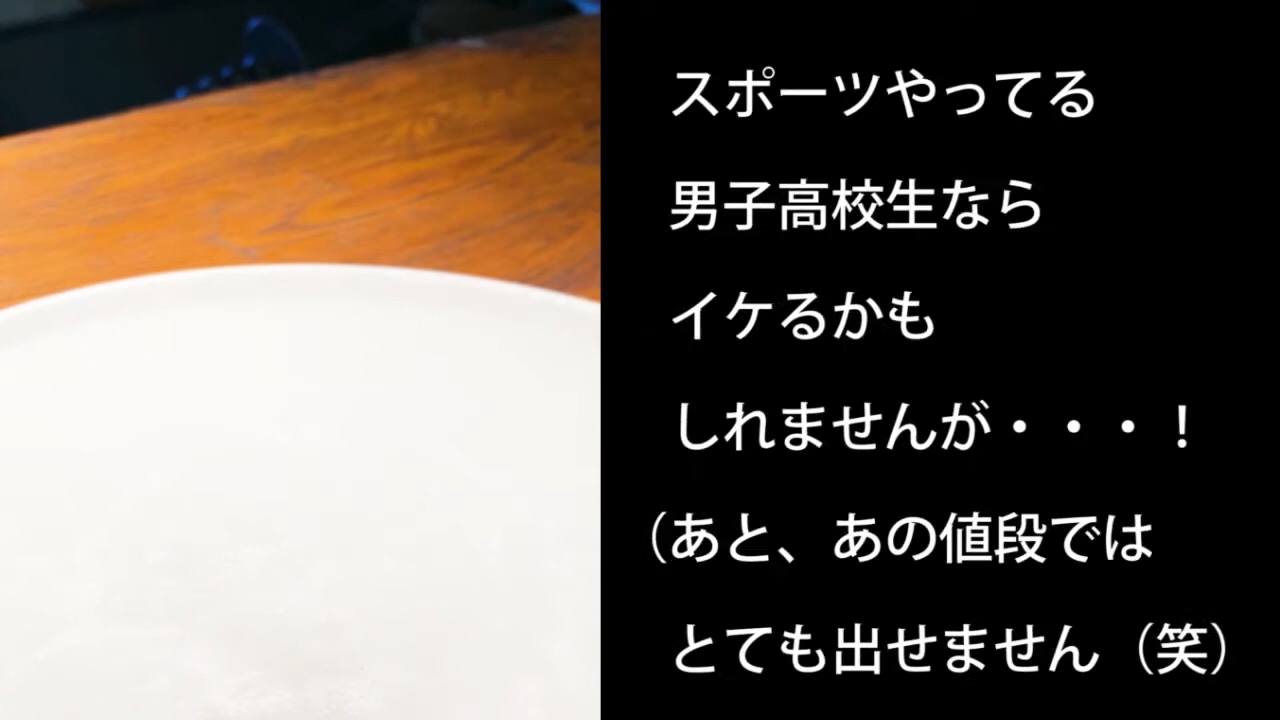 スポーツやってる
男子高校生なら
イケるかも
しれませんが・・・！
（あと、あの値段では
とても出せません（笑）